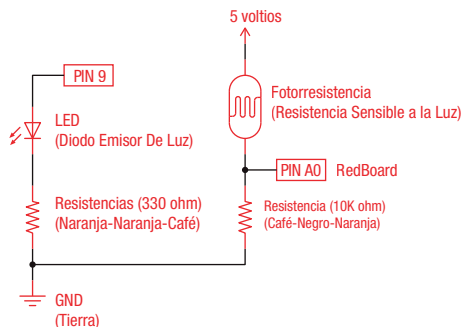 5 voltios
PIN 9
Fotorresistencia
(Resistencia Sensible a la Luz)
LED
(Diodo Emisor De Luz)
PIN A0 RedBoard
Resistencias (330 ohm)
(Naranja-Naranja-Café)
Resistencia (10K ohm)
(Café-Negro-Naranja)
GND
(Tierra)